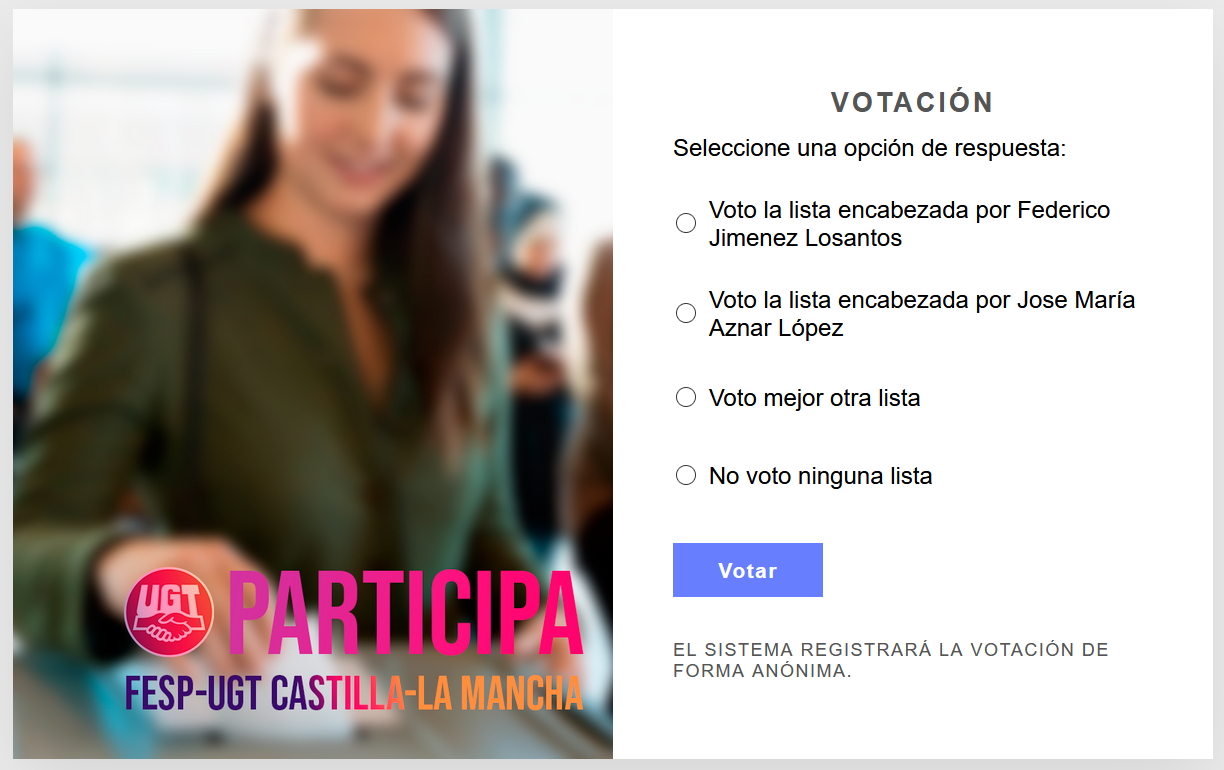 VOTACIÓN
Seleccione una opción de respuesta:
Voto la lista encabezada por Federico
Jimenez Losantos
Voto la lista encabezada por Jose María
Aznar López
Voto mejor otra lista
No voto ninguna lista
Votar
EL SISTEMA REGISTRARÁ LA VOTACIÓN DE
FORMA ANÓNIMA.
UGT
PARTICIPA
FESP-UGT CASTILLA-LA MANCHA